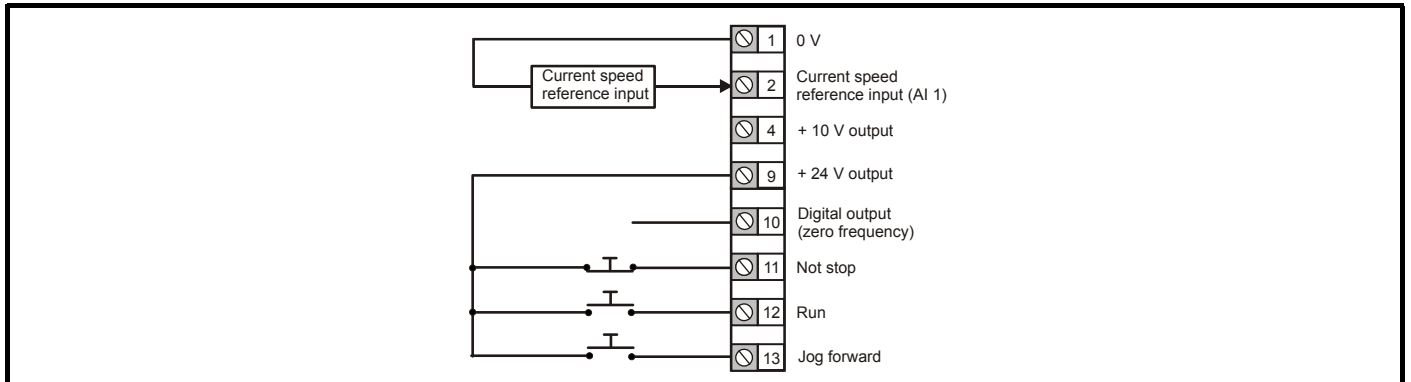 1 0 V
Current speed
reference input
2 Current speed
reference input (AI 1)
4 + 10 V output
9 + 24 V output
10 Digital output
(zero frequency)
11 Not stop
12 Run
13 Jog forward